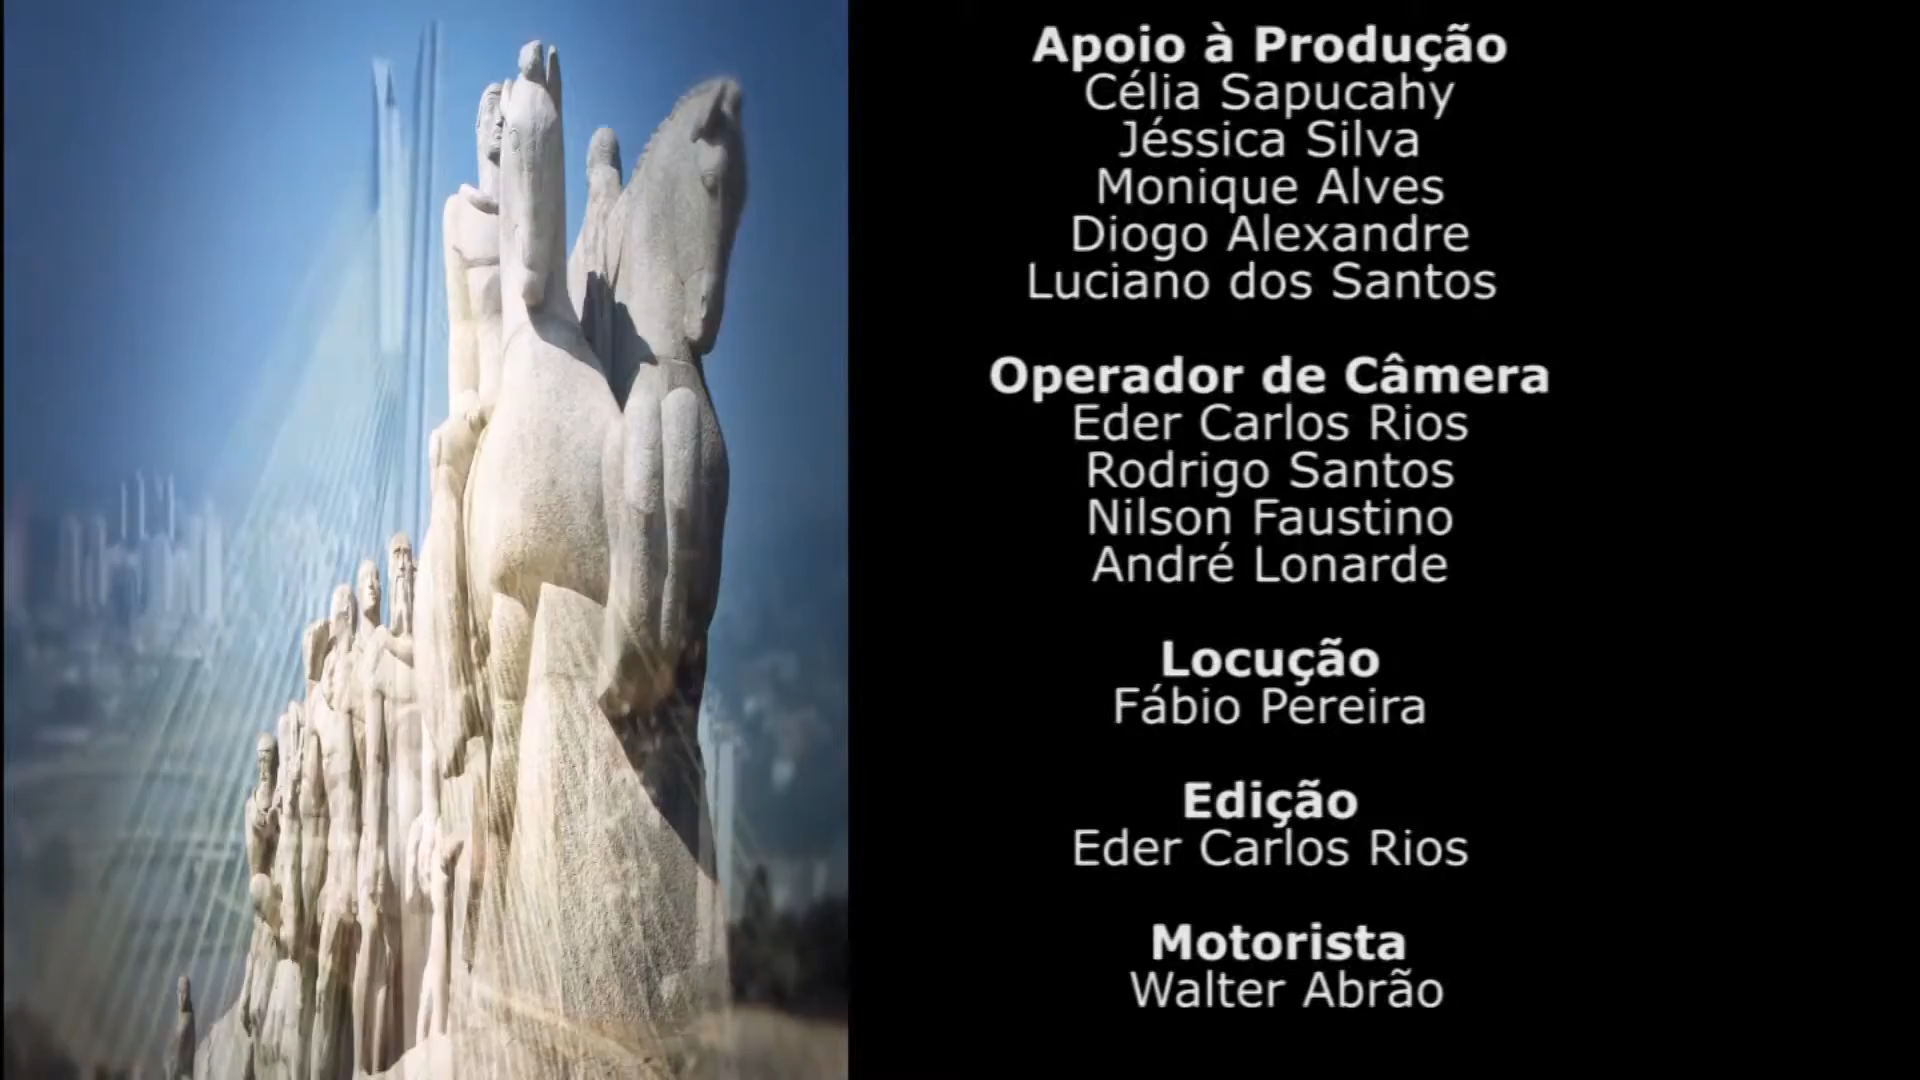 Apoio à Produção
Célia Sapucahy
Jéssica Silva
Monique Alves
Diogo Alexandre
Luciano dos Santos
Operador de Câmera
Eder Carlos Rios
Rodrigo Santos
Nilson Faustino
André Lonarde
Locução
Fábio Pereira
Edição
Eder Carlos Rios
Motorista
Walter Abrão